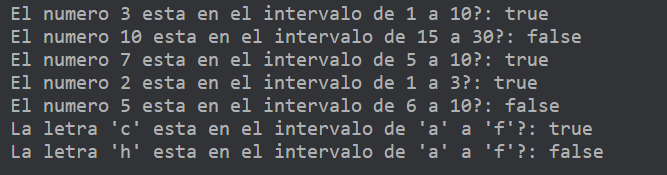 El numero 3 esta en el intervalo de 1 a 10?: true
El numero 10 esta en el intervalo de 15 a 30?: false
El numero 7 esta en el intervalo de 5 a 10?: true
El numero 2 esta en el intervalo de 1 a 3?: true
El numero 5 esta en el intervalo de 6 a 10?: false
La letra 'c' esta en el intervalo de 'a' a 'f'?: true
La letra 'h' esta en el intervalo de 'a' a 'f'?: false